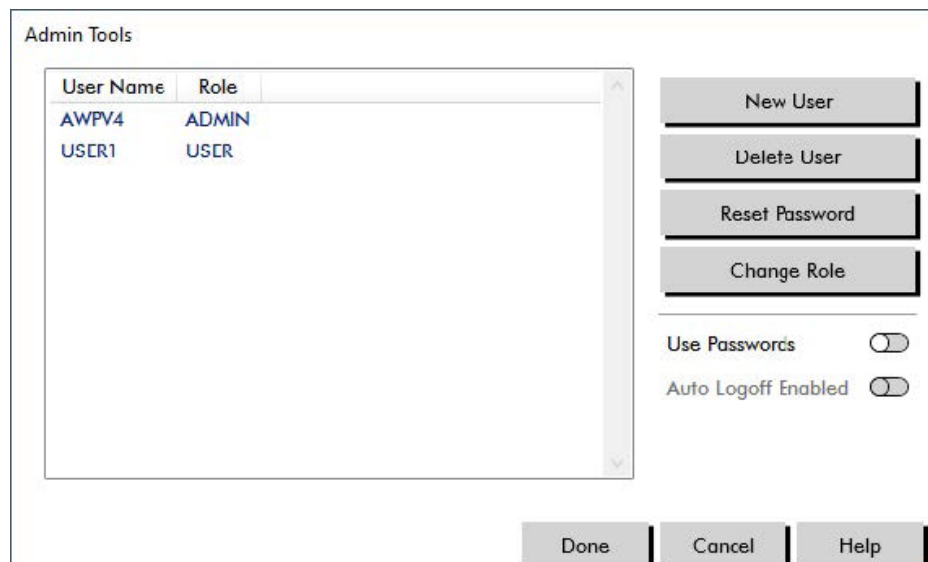 Admin Tools
User Name Role
AWPV4 ADMIN
USER1 USER
New User
Delete User
Reset Password
Change Role
Use Passwords
Auto Logoff Enabled
Done Cancel Help